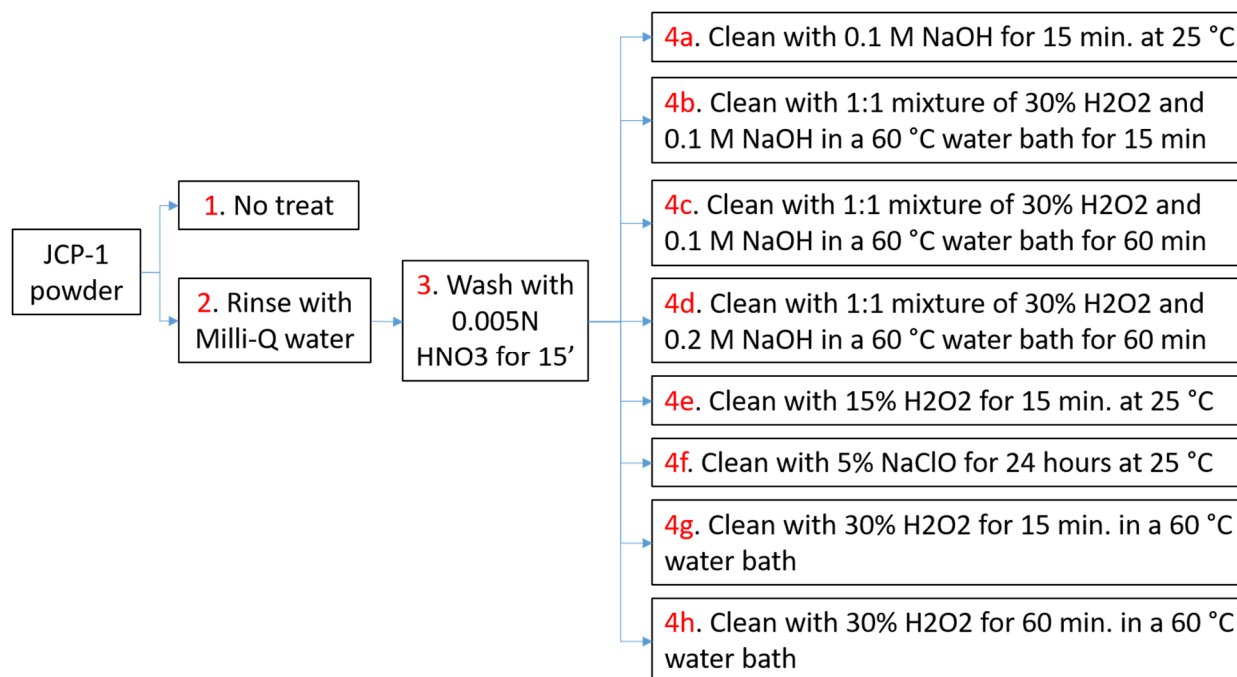 JCP-1
powder
1. No treat
2. Rinse with
Milli-Q water
3. Wash with
0.005N
HNO3 for 15’
4a. Clean with 0.1 M NaOH for 15 min. at 25 °C
4b. Clean with 1:1 mixture of 30% H2O2 and
0.1 M NaOH in a 60 °C water bath for 15 min
4c. Clean with 1:1 mixture of 30% H2O2 and
0.1 M NaOH in a 60 °C water bath for 60 min
4d. Clean with 1:1 mixture of 30% H2O2 and
0.2 M NaOH in a 60 °C water bath for 60 min
4e. Clean with 15% H2O2 for 15 min. at 25 °C
4f. Clean with 5% NaClO for 24 hours at 25 °C
4g. Clean with 30% H2O2 for 15 min. in a 60 °C
water bath
4h. Clean with 30% H2O2 for 60 min. in a 60 °C
water bath